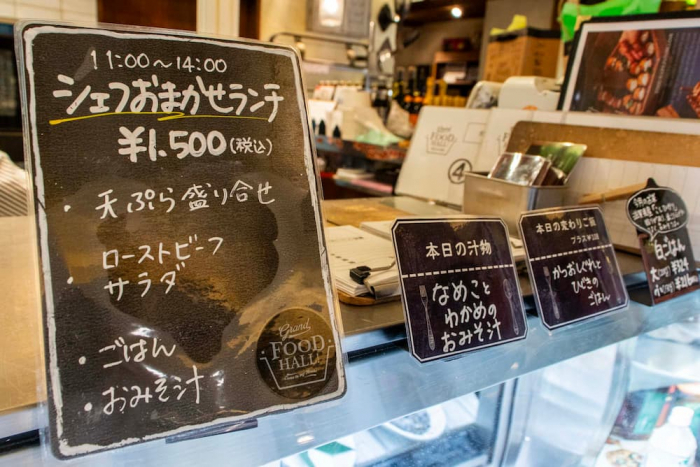 11:00〜14:00
シェフおまかせランチ
¥1.500(税込)
・天ぷら盛り合せ
・ローストビーフ
サラダ
・ごはん
・おみそ汁
Grand
FOOD
HALL
本日の汁物
なめこと
わかめの
おみそ汁
本日の変わりご飯
かつおしぐれと
ひじきの
ごはん
白ごはん
Grand
FOOD
HALL
④